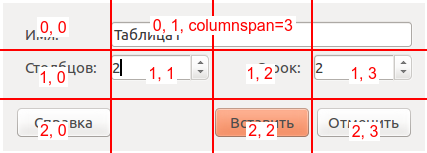 0, 0 0, 1, columnspan=3
Имя: Таблица1
Столбцов: 2 Строк: 2
1, 0 1, 1 1, 2 1, 3
Справка Вставить Отменить
2, 0 2, 2 2, 3